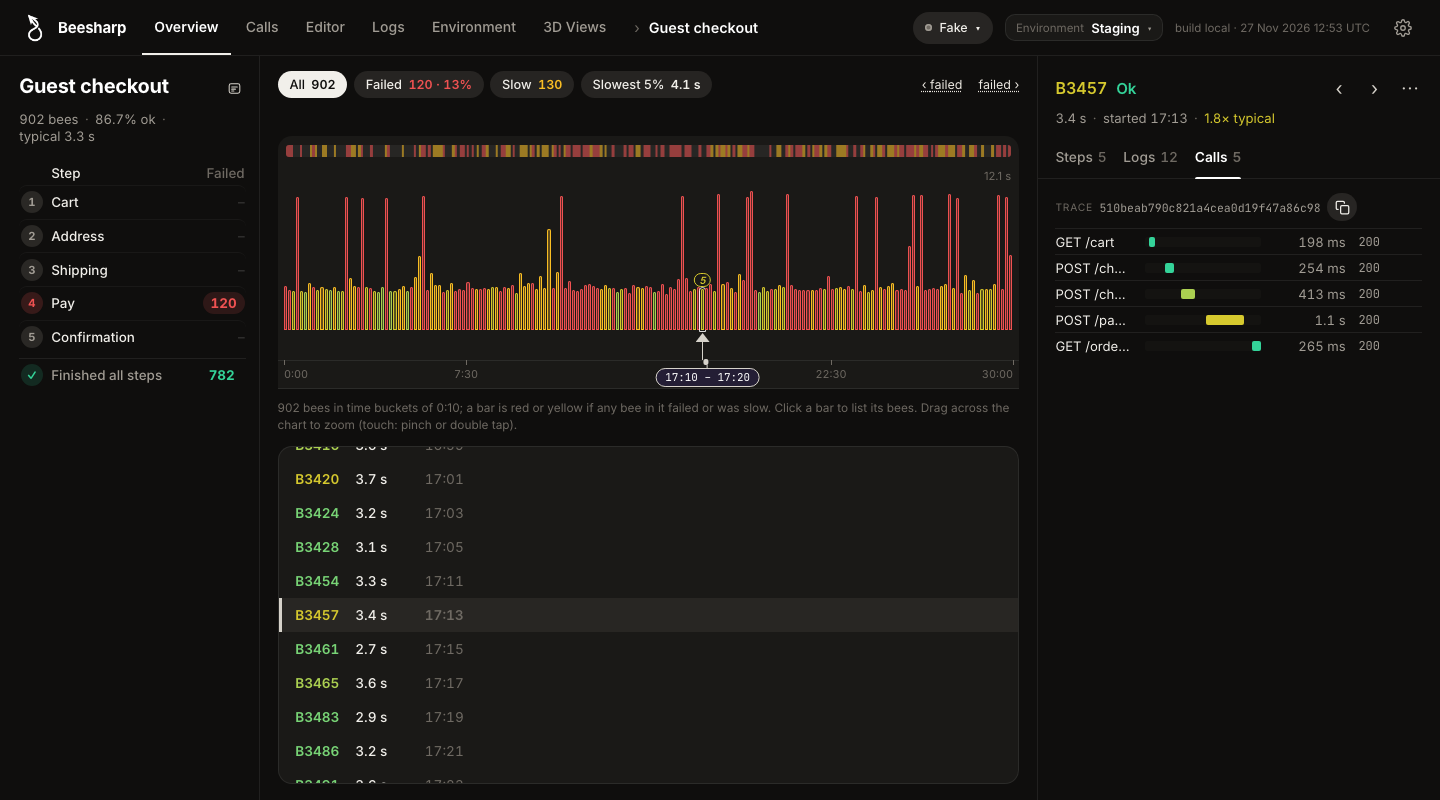 Beesharp Overview Calls Editor Logs Environment 3D Views › Guest checkout Fake Environment Staging build local · 27 Nov 2026 12:53 UTC
Guest checkout
902 bees · 86.7% ok ·
typical 3.3 s
Step Failed
1 Cart –
2 Address –
3 Shipping –
4 Pay 120
5 Confirmation –
Finished all steps 782
All 902 Failed 120 · 13% Slow 130 Slowest 5% 4.1 s ‹ failed failed ›
12.1 s
5
0:00 7:30 17:10 – 17:20 22:30 30:00
902 bees in time buckets of 0:10; a bar is red or yellow if any bee in it failed or was slow. Click a bar to list its bees. Drag across the
chart to zoom (touch: pinch or double tap).
B3420 3.7 s 17:01
B3424 3.2 s 17:03
B3428 3.1 s 17:05
B3454 3.3 s 17:11
B3457 3.4 s 17:13
B3461 2.7 s 17:15
B3465 3.6 s 17:17
B3483 2.9 s 17:19
B3486 3.2 s 17:21
B3457 Ok ‹ › ···
3.4 s · started 17:13 · 1.8× typical
Steps 5 Logs 12 Calls 5
TRACE 510beab790c821a4cea0d19f47a86c98
GET /cart 198 ms 200
POST /ch... 254 ms 200
POST /ch... 413 ms 200
POST /pa... 1.1 s 200
GET /orde... 265 ms 200